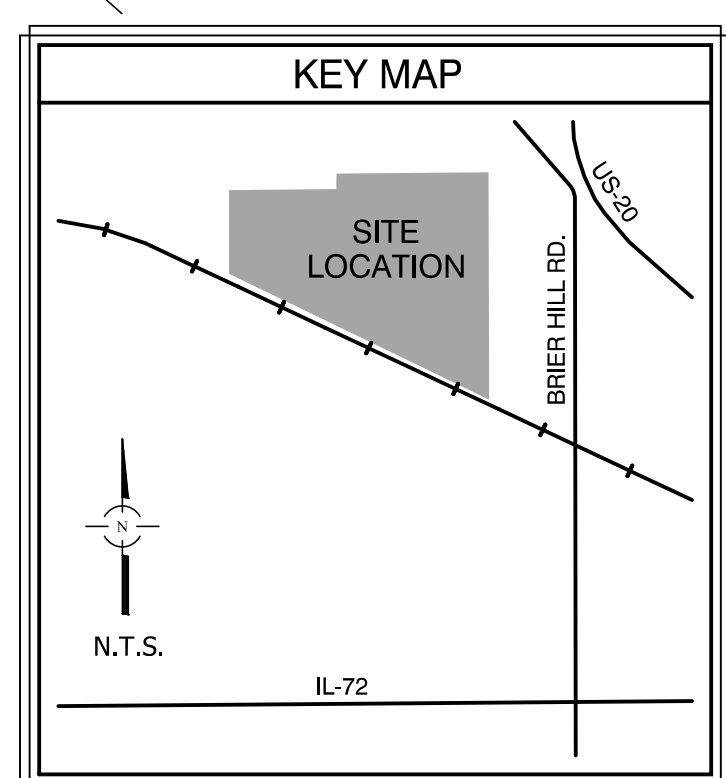 KEY MAP
US-20
SITE
LOCATION
BRIER HILL RD.
N
N.T.S.
IL-72